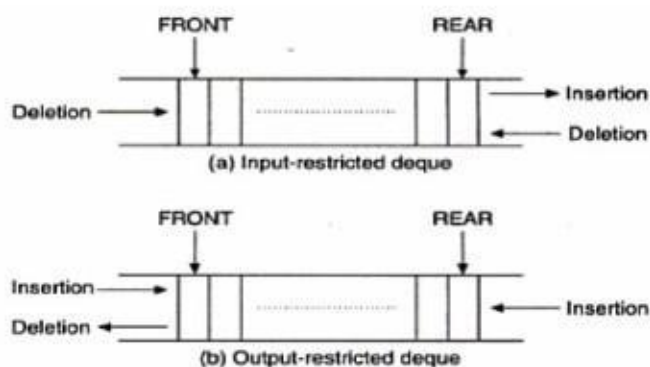 FRONT REAR
Insertion
Deletion
Deletion
(a) Input-restricted deque
FRONT REAR
Insertion
Insertion
Deletion
(b) Output-restricted deque